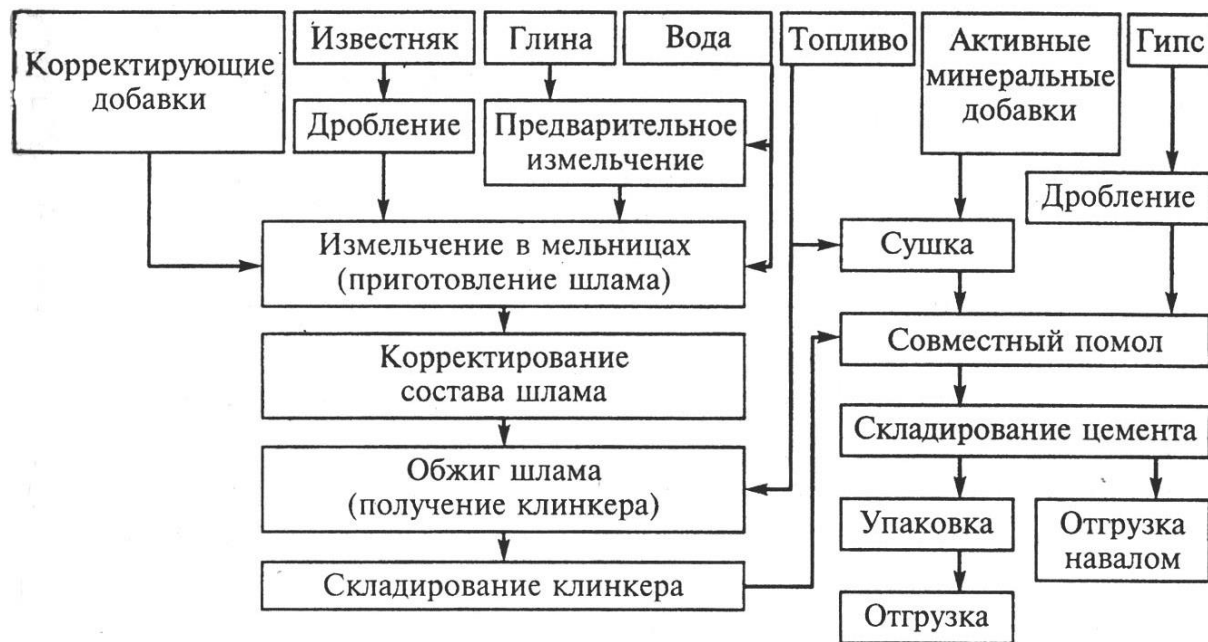 Корректирующие
добавки
Известняк
Глина
Вода
Топливо
Активные
минеральные
добавки
Гипс
Дробление
Предварительное
измельчение
Дробление
Измельчение в мельницах
(приготовление шлама)
Сушка
Корректирование
состава шлама
Совместный помол
Обжиг шлама
(получение клинкера)
Складирование цемента
Складирование клинкера
Упаковка
Отгрузка
навалом
Отгрузка